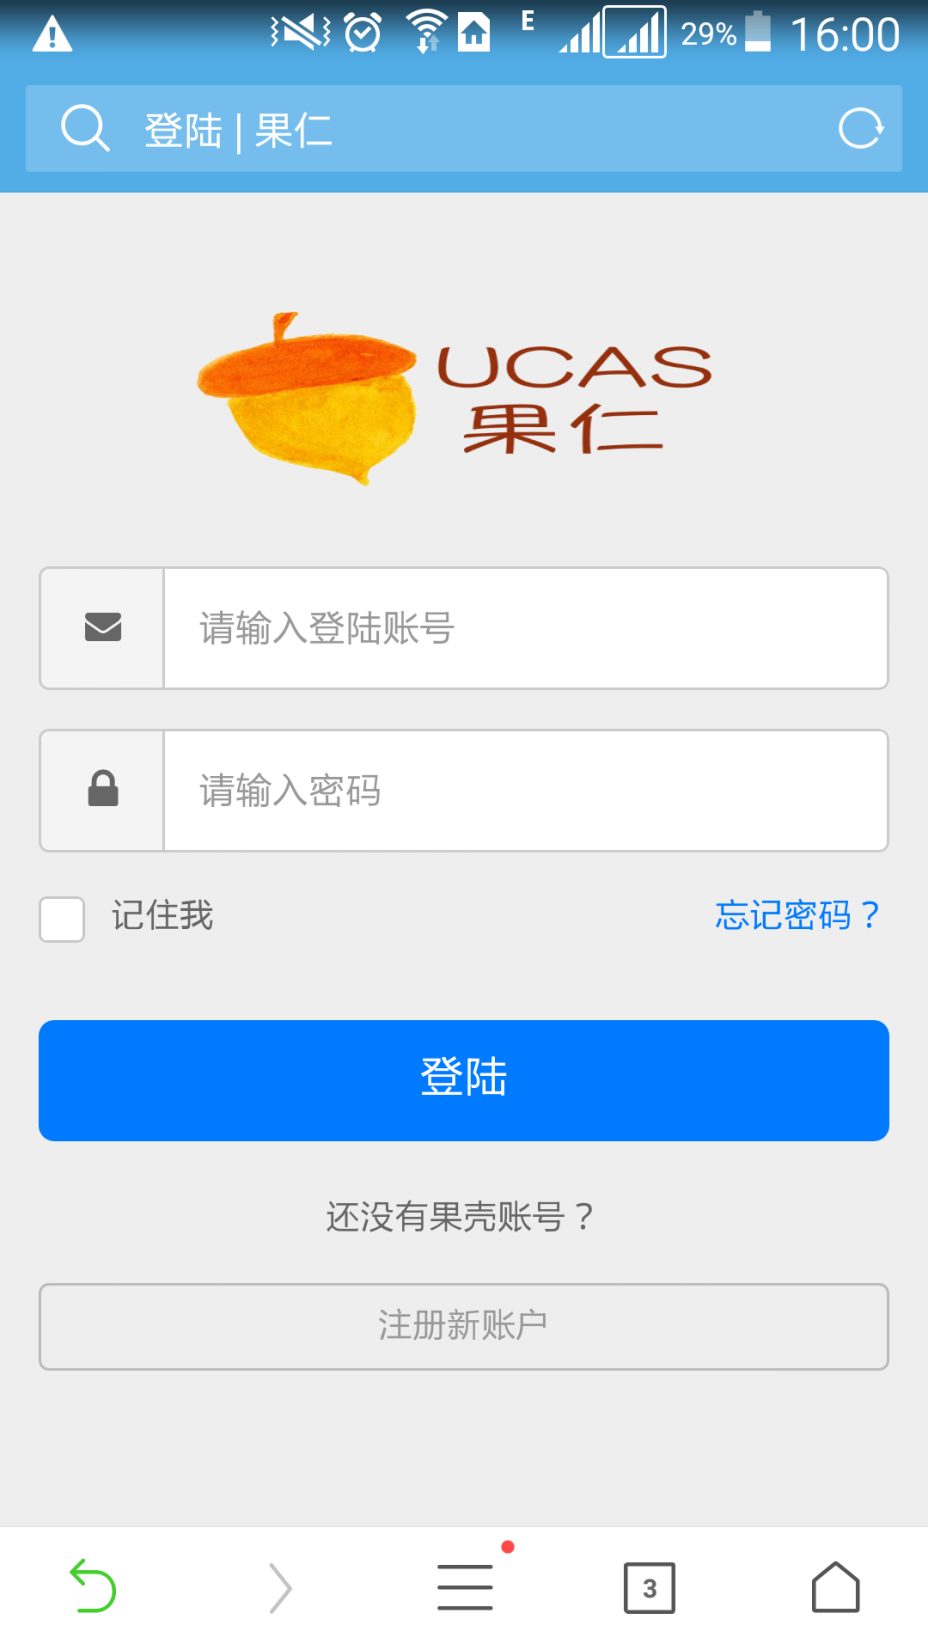 E 29% 16:00
登陆 | 果仁
UCAS
果仁
请输入登陆账号
请输入密码
记住我 忘记密码？
登陆
还没有果壳账号？
注册新账户
3